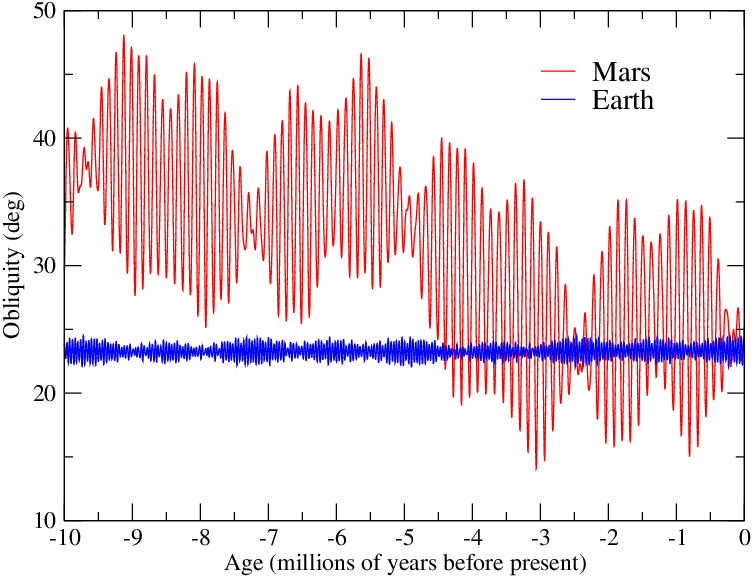 50
40
30
20
10
Obliquity (deg)
Mars
Earth
-10 -9 -8 -7 -6 -5 -4 -3 -2 -1 0
Age (millions of years before present)